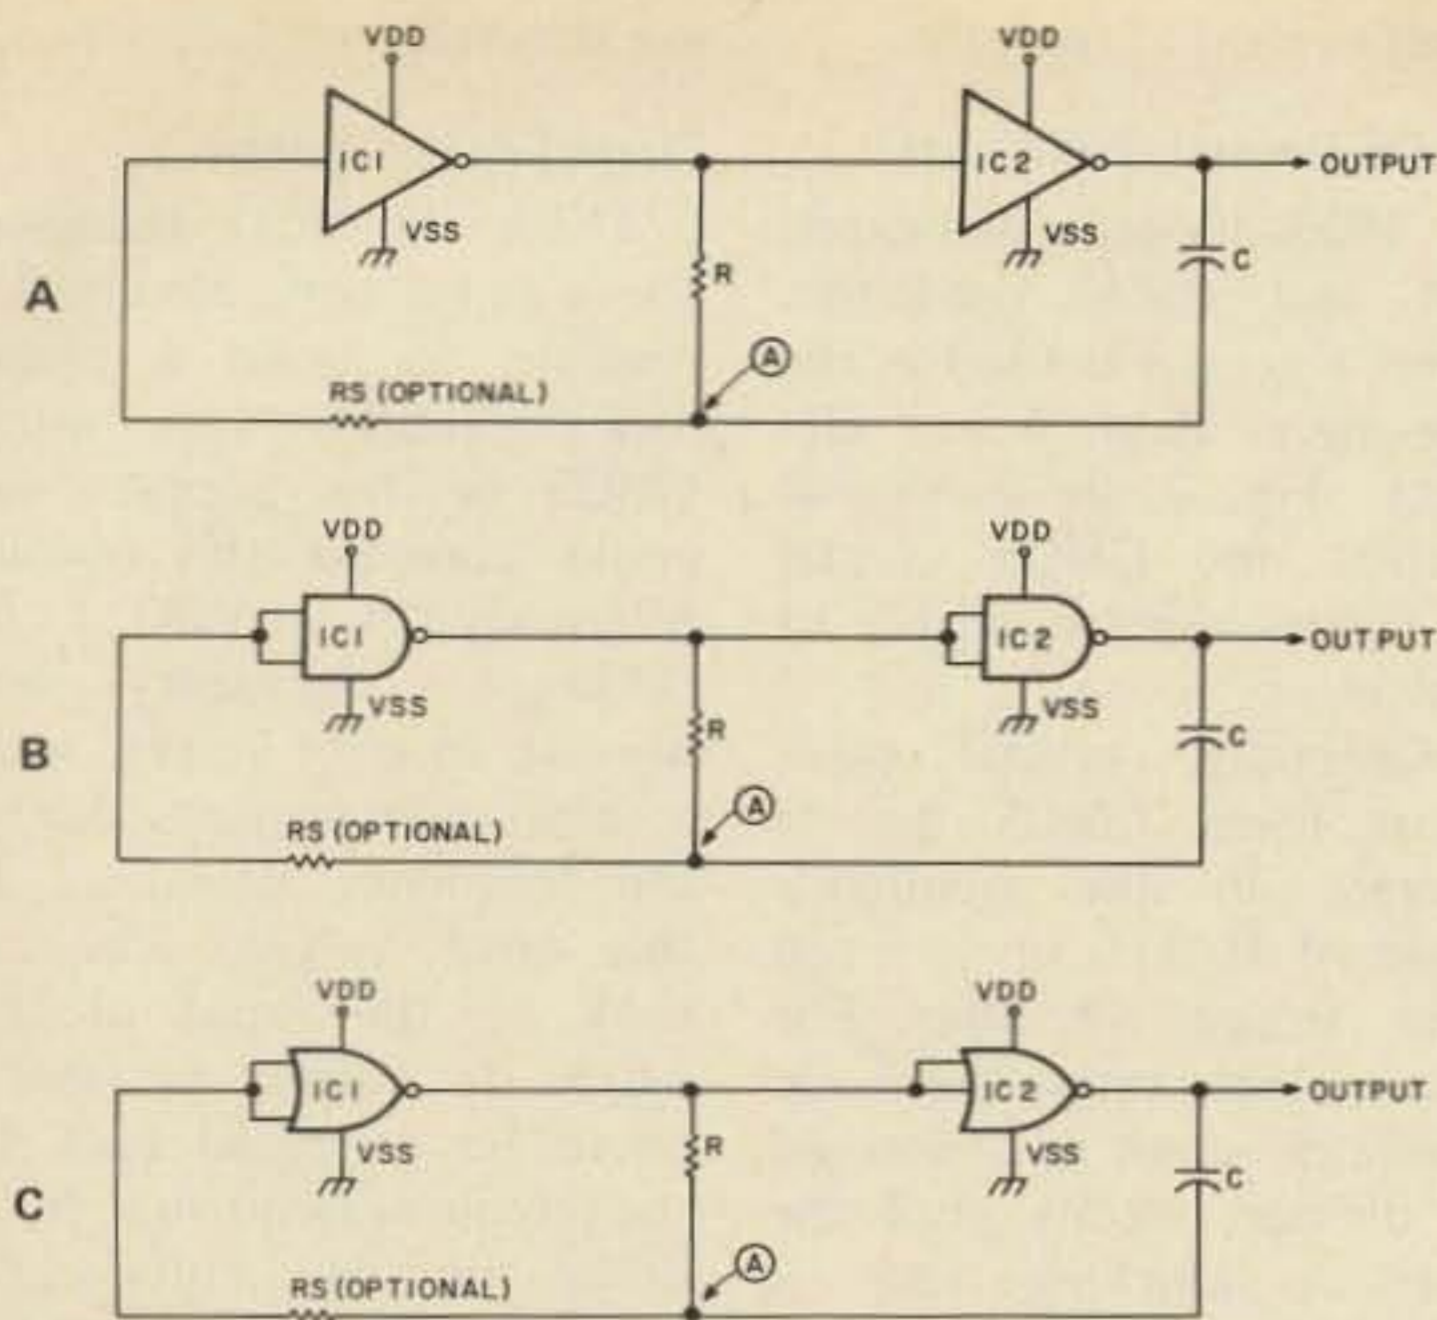 VDD VDD
IC1 IC2 OUTPUT
VSS VSS
R C
A
A
RS (OPTIONAL)
VDD VDD
IC1 IC2 OUTPUT
VSS VSS
R C
B
A
RS (OPTIONAL)
VDD VDD
IC1 IC2 OUTPUT
VSS VSS
R C
C
A
RS (OPTIONAL)